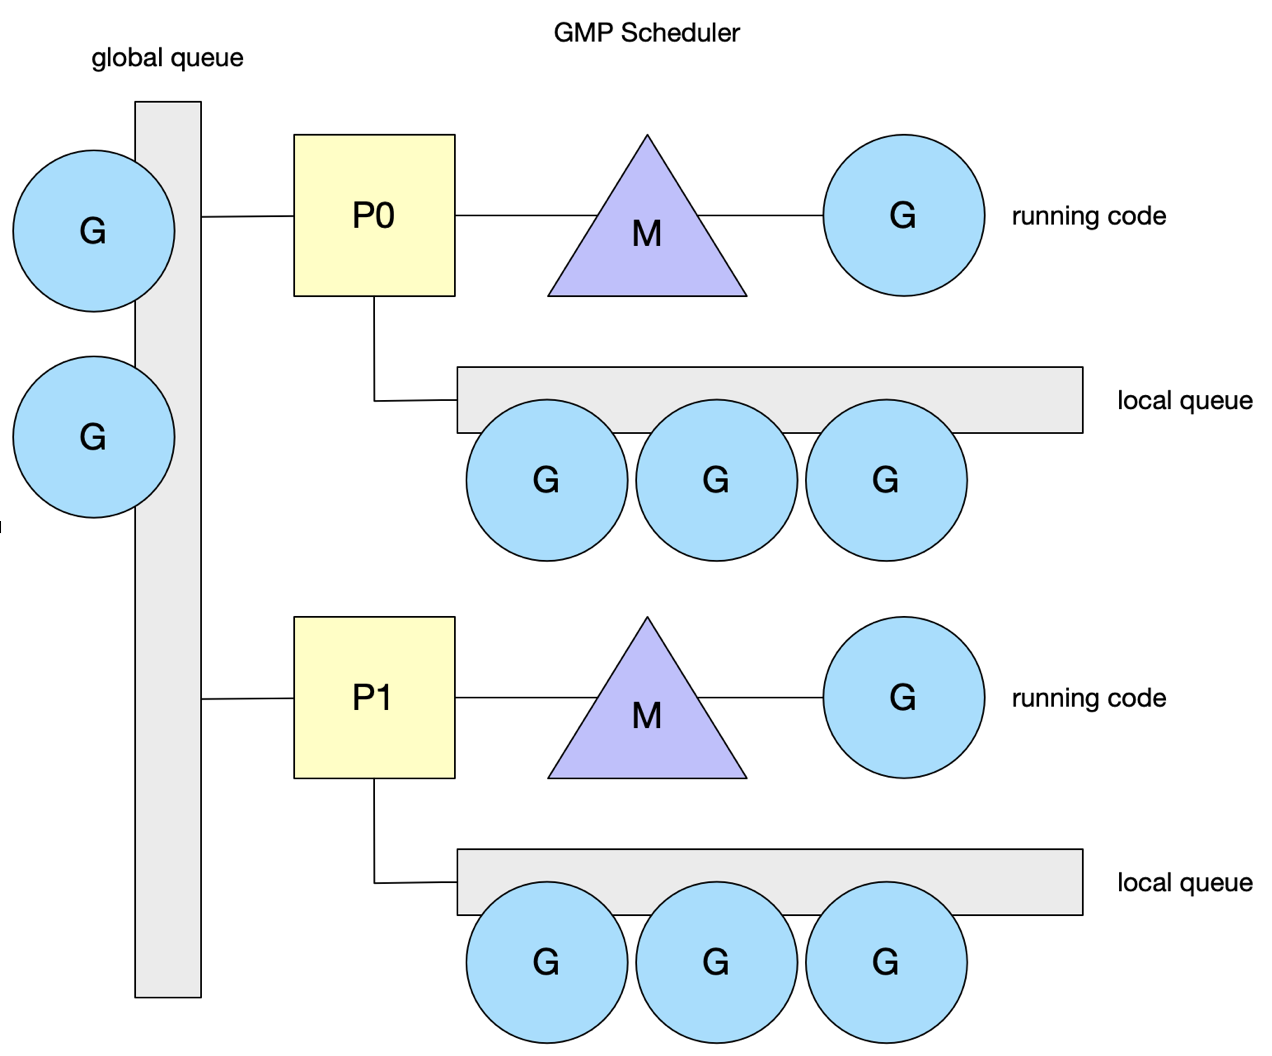 GMP Scheduler
global queue
G
G
P0
M
G
running code
local queue
G
G
G
P1
M
G
running code
local queue
G
G
G